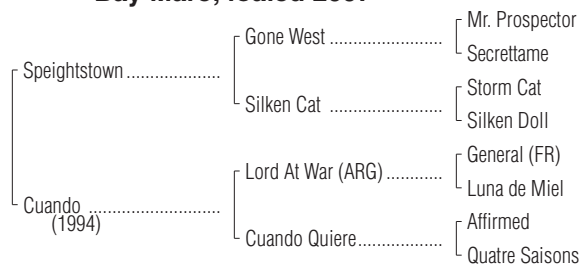 Mr. Prospector
Gone West
Secrettame
Speightstown
Storm Cat
Silken Cat
Silken Doll
General (FR)
Lord At War (ARG)
Luna de Miel
Cuando
(1994)
Affirmed
Cuando Quiere
Quatre Saisons